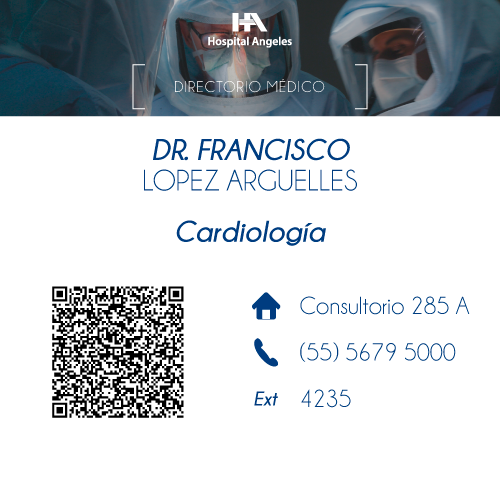 HA
Hospital Angeles
DIRECTORIO MÉDICO
DR. FRANCISCO
LOPEZ ARGUELLES
Cardiología
Consultorio 285 A
(55) 5679 5000
Ext 4235